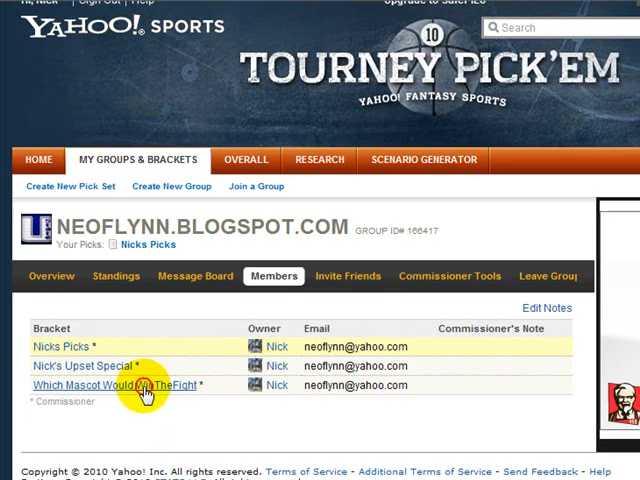 Hi, Nick | Sign Out | Help
Upgrade to Safer IE8
YAHOO! SPORTS
Search
10
TOURNEY PICK'EM
YAHOO! FANTASY SPORTS
HOME MY GROUPS & BRACKETS OVERALL RESEARCH SCENARIO GENERATOR
Create New Pick Set Create New Group Join a Group
NEOFLYNN.BLOGSPOT.COM GROUP ID# 166417
Your Picks: Nicks Picks
Overview Standings Message Board Members Invite Friends Commissioner Tools Leave Group
Edit Notes
Bracket Owner Email Commissioner's Note
Nicks Picks * Nick neoflynn@yahoo.com
Nick's Upset Special * Nick neoflynn@yahoo.com
Which Mascot WouldWinTheFight * Nick neoflynn@yahoo.com
* Commissioner
KFC
Copyright © 2010 Yahoo! Inc. All rights reserved. Terms of Service - Additional Terms of Service - Send Feedback - Help